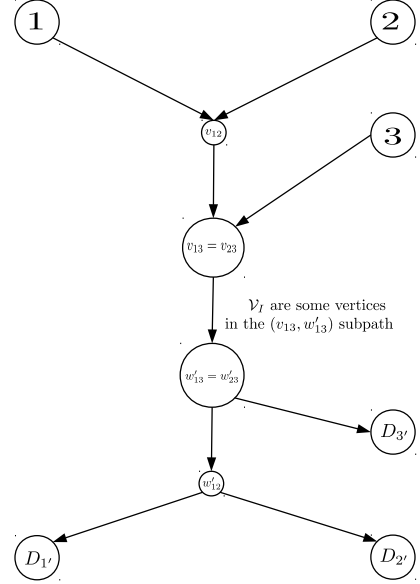 1
2
v₁₂
3
v₁₃ = v₂₃
𝒱_I are some vertices
in the (v₁₃, w′₁₃) subpath
w′₁₃ = w′₂₃
D₃′
w′₁₂
D₁′
D₂′